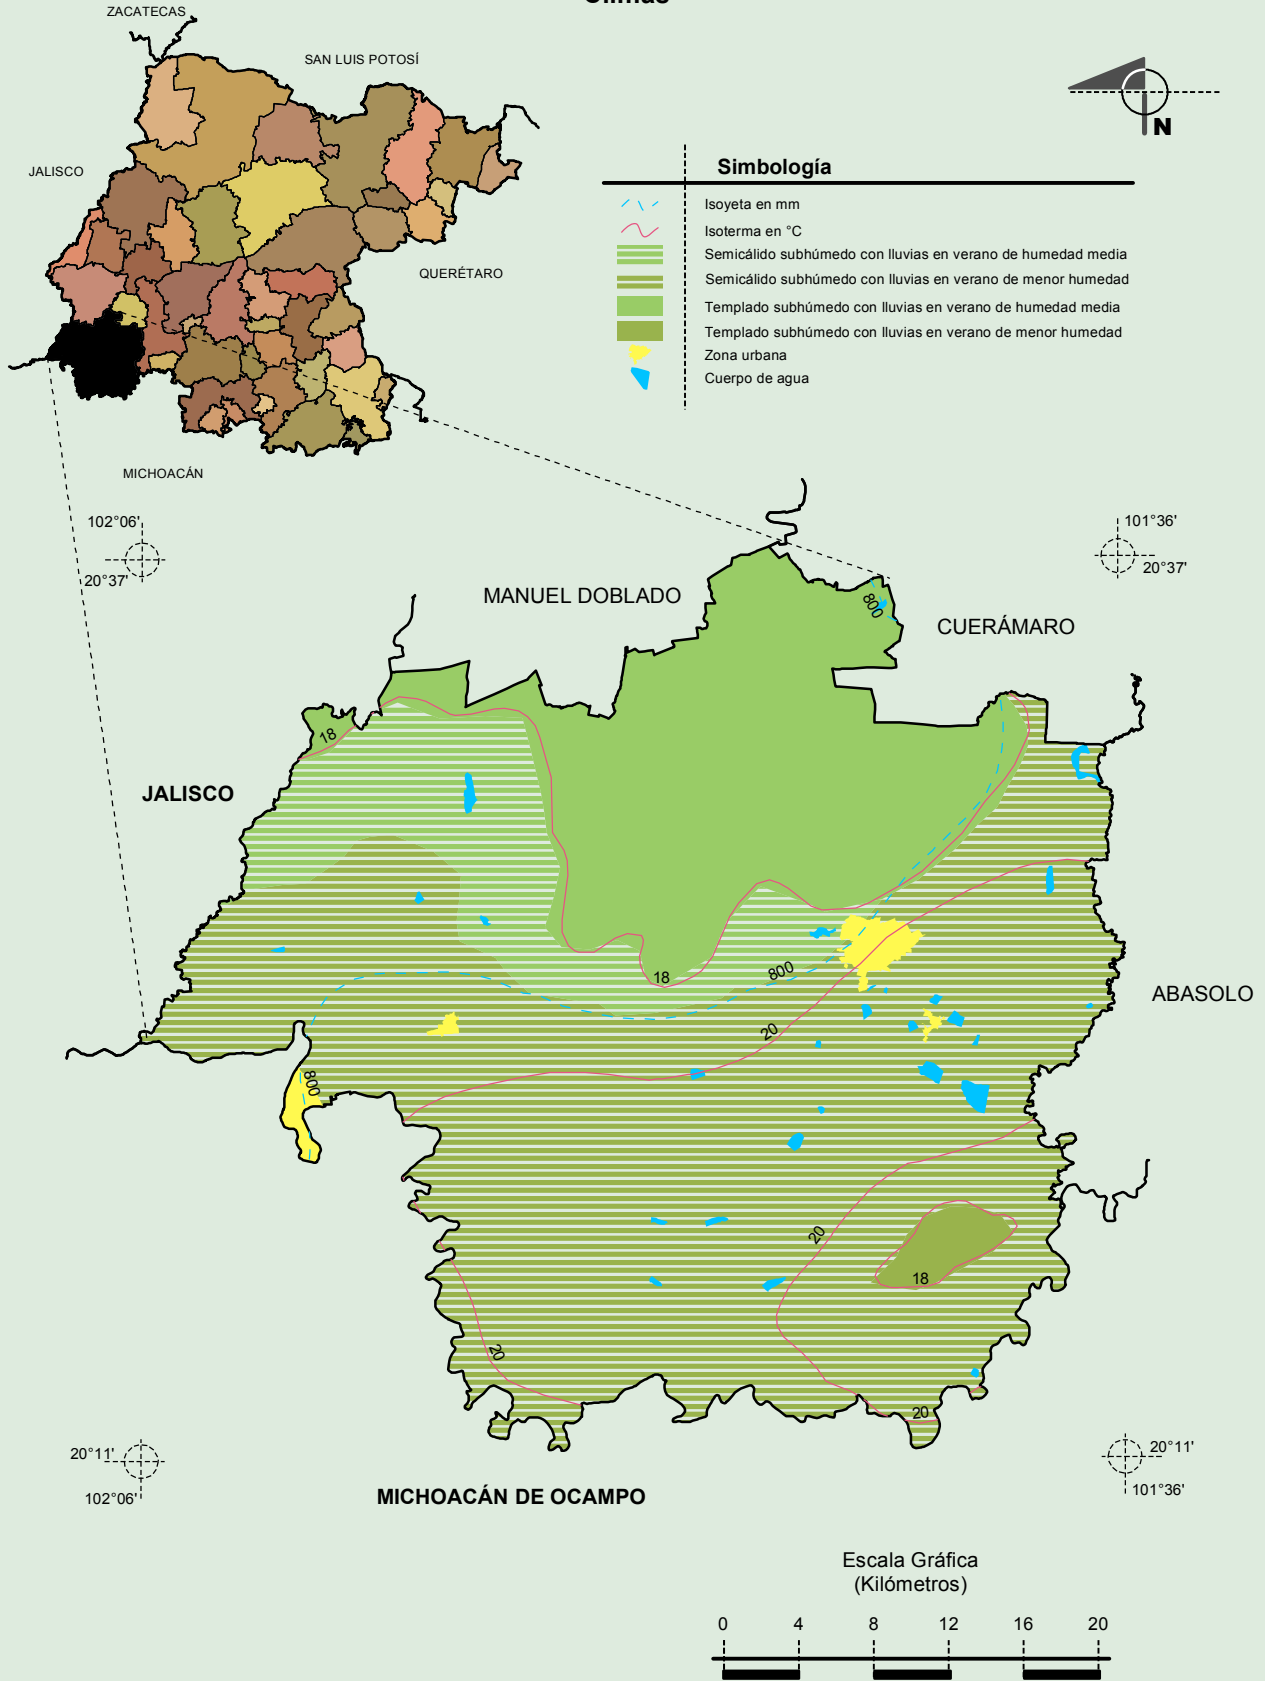 Climas
ZACATECAS
SAN LUIS POTOSÍ
JALISCO
QUERÉTARO
MICHOACÁN
N
Simbología
Isoyeta en mm
Isoterma en °C
Semicálido subhúmedo con lluvias en verano de humedad media
Semicálido subhúmedo con lluvias en verano de menor humedad
Templado subhúmedo con lluvias en verano de humedad media
Templado subhúmedo con lluvias en verano de menor humedad
Zona urbana
Cuerpo de agua
102°06'
20°37'
101°36'
20°37'
MANUEL DOBLADO
800
CUERÁMARO
18
JALISCO
18
800
ABASOLO
20
800
20
18
20
20
20°11'
102°06'
20°11'
101°36'
MICHOACÁN DE OCAMPO
Escala Gráfica
(Kilómetros)
0 4 8 12 16 20